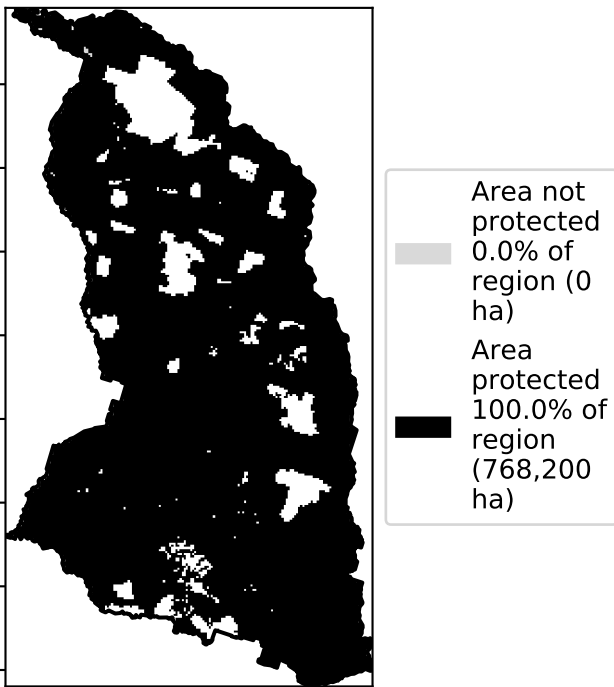 Area not
protected
0.0% of
region (0
ha)
Area
protected
100.0% of
region
(768,200
ha)